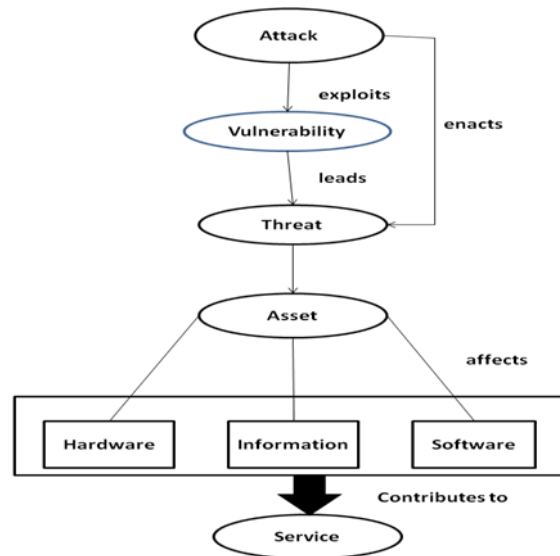 Attack
exploits
Vulnerability
enacts
leads
Threat
Asset
affects
Hardware
Information
Software
Contributes to
Service